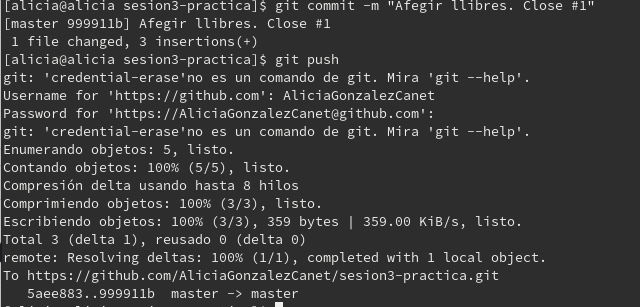 [alicia@alicia sesion3-practica]$ git commit -m "Afegir llibres. Close #1"
[master 999911b] Afegir llibres. Close #1
 1 file changed, 3 insertions(+)
[alicia@alicia sesion3-practica]$ git push
git: 'credential-erase'no es un comando de git. Mira 'git --help'.
Username for 'https://github.com': AliciaGonzalezCanet
Password for 'https://AliciaGonzalezCanet@github.com':
git: 'credential-erase'no es un comando de git. Mira 'git --help'.
Enumerando objetos: 5, listo.
Contando objetos: 100% (5/5), listo.
Compresión delta usando hasta 8 hilos
Comprimiendo objetos: 100% (3/3), listo.
Escribiendo objetos: 100% (3/3), 359 bytes | 359.00 KiB/s, listo.
Total 3 (delta 1), reusado 0 (delta 0)
remote: Resolving deltas: 100% (1/1), completed with 1 local object.
To https://github.com/AliciaGonzalezCanet/sesion3-practica.git
   5aee883..999911b  master -> master